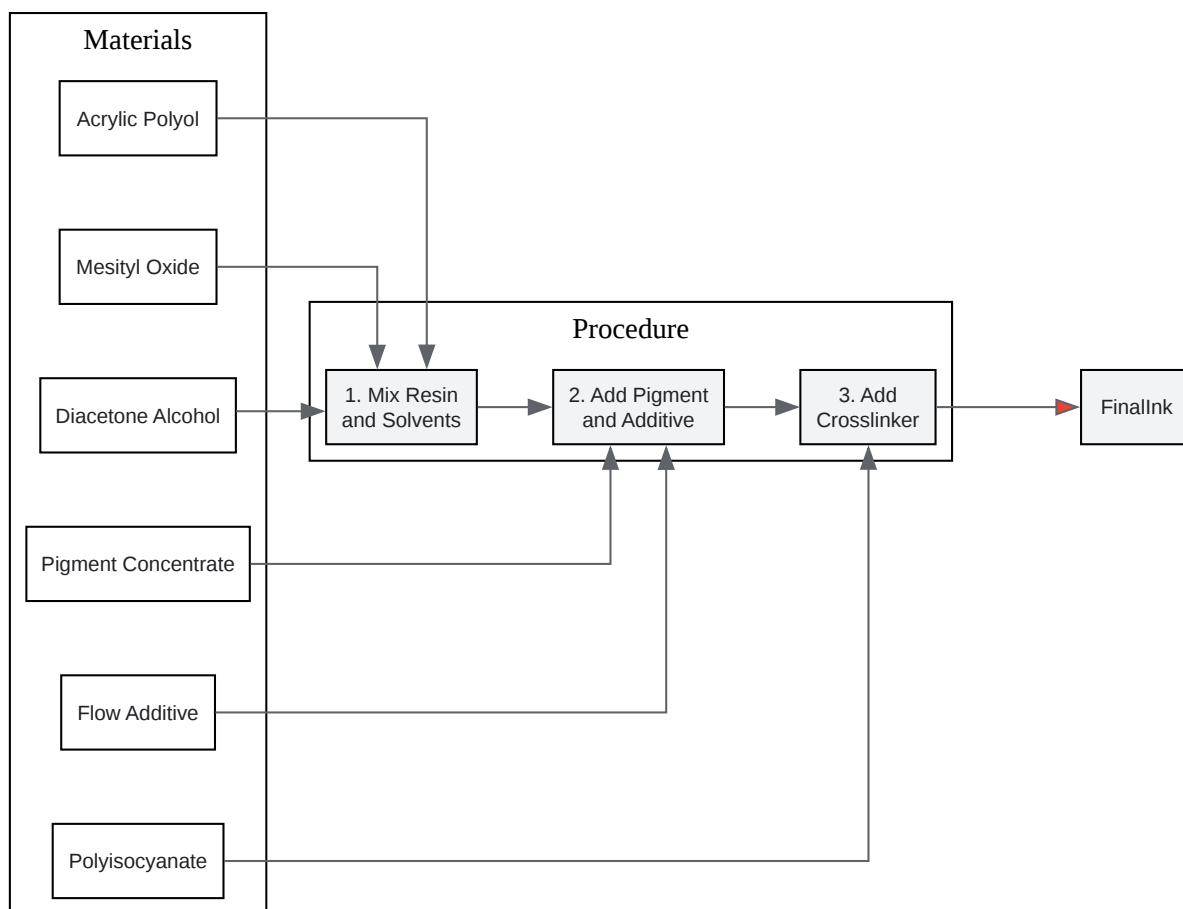 Materials
Acrylic Polyol
Mesityl Oxide
Procedure
Diacetone Alcohol
1. Mix Resin
and Solvents
2. Add Pigment
and Additive
3. Add
Crosslinker
FinalInk
Pigment Concentrate
Flow Additive
Polyisocyanate